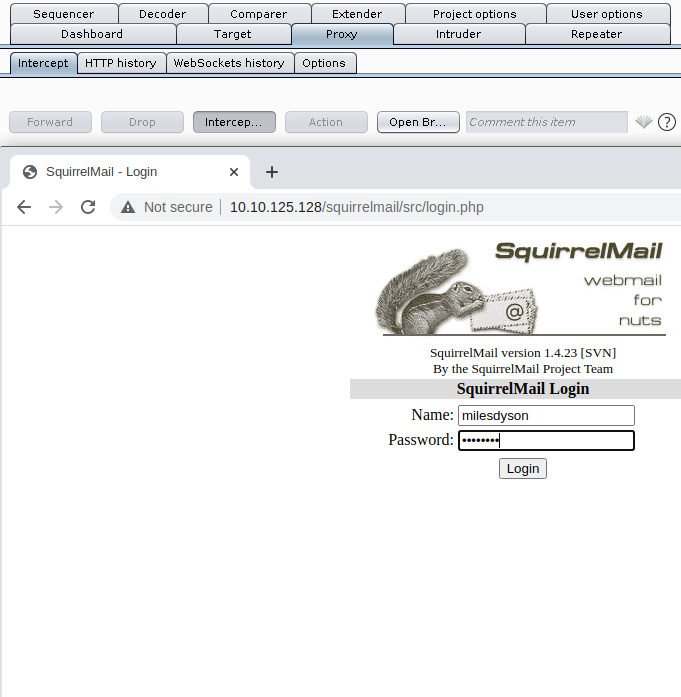 Sequencer Decoder Comparer Extender Project options User options
Dashboard Target Proxy Intruder Repeater
Intercept HTTP history WebSockets history Options
Forward Drop Intercep... Action Open Br... Comment this item ?
SquirrelMail - Login
Not secure 10.10.125.128/squirrelmail/src/login.php
SquirrelMail
webmail
for
nuts
@
SquirrelMail version 1.4.23 [SVN]
By the SquirrelMail Project Team
SquirrelMail Login
Name: milesdyson
Password: ••••••••
Login